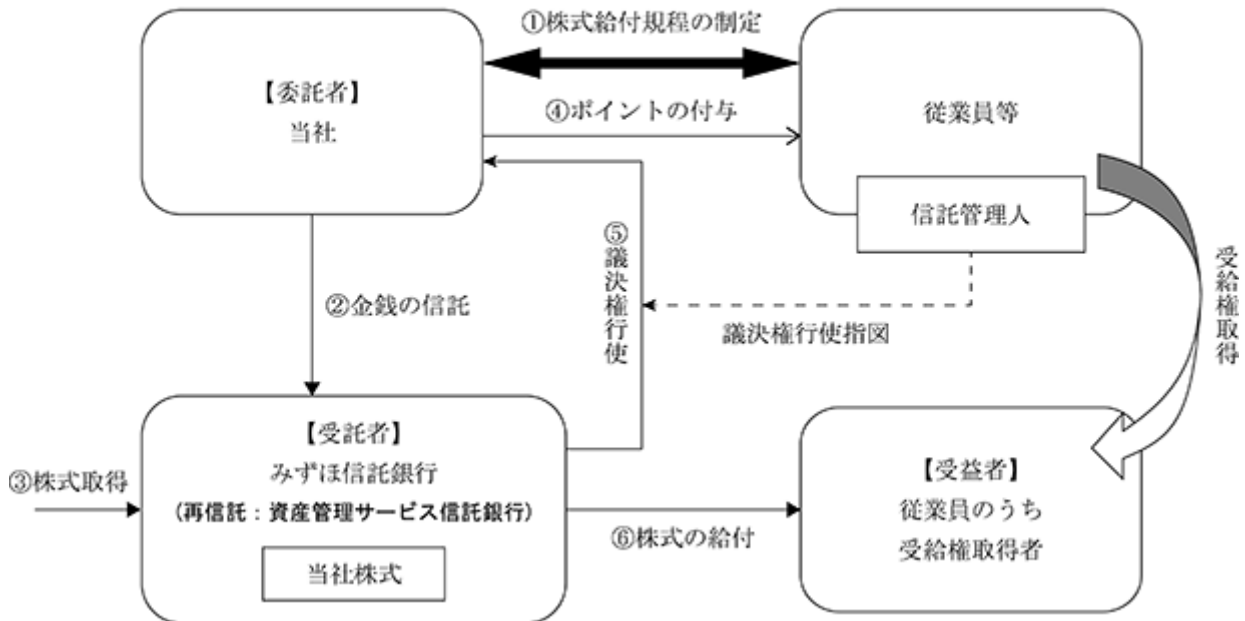 ①株式給付規程の制定
【委託者】
当社
④ポイントの付与
従業員等
信託管理人
②金銭の信託
⑤議決権行使
議決権行使指図
受給権取得
③株式取得
【受託者】
みずほ信託銀行
(再信託：資産管理サービス信託銀行)
当社株式
⑥株式の給付
【受益者】
従業員のうち
受給権取得者